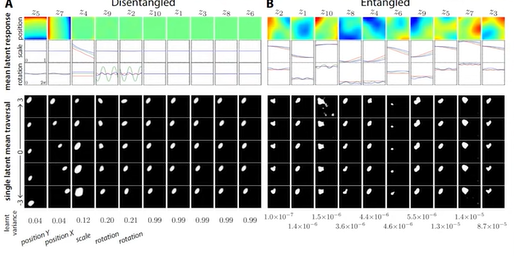 A Disentangled B Entangled
z5 z7 z4 z9 z2 z1 z3 z8 z6 z0 z2 z1 z10 z8 z4 z6 z9 z5 z7 z3
mean latent response
position
scale
rotation
single latent mean traversal
3
0
-3
learnt variance
0.04 0.04 0.12 0.20 0.21 0.99 0.99 0.99 0.99 0.99
position Y position X scale rotation rotation
1.0×10⁻⁷ 1.5×10⁻⁶ 4.4×10⁻⁶ 5.5×10⁻⁶ 1.4×10⁻⁵
1.4×10⁻⁶ 3.6×10⁻⁶ 4.6×10⁻⁶ 1.3×10⁻⁵ 8.7×10⁻⁵